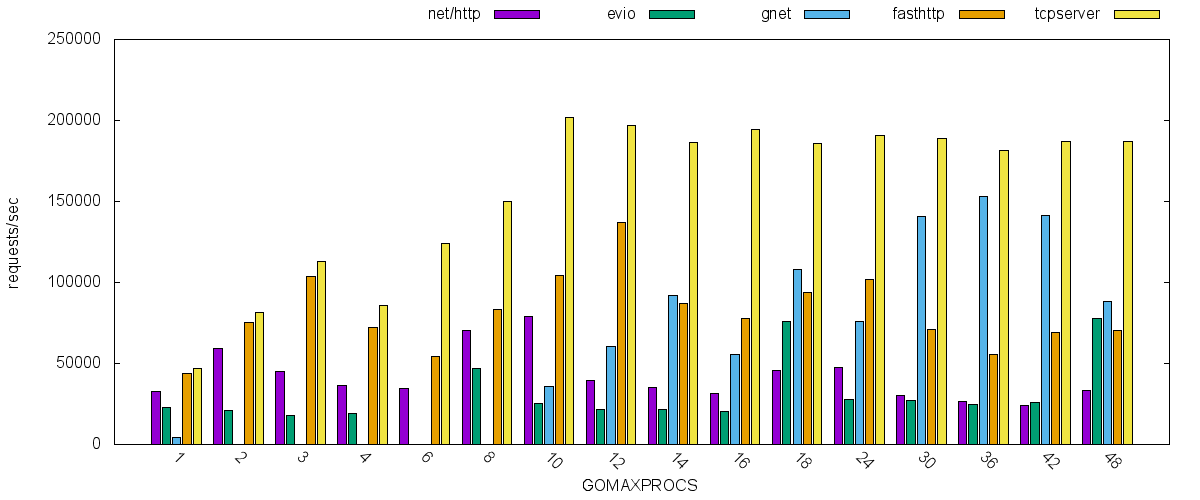 net/http evio gnet fasthttp tcpserver
250000
200000
150000
100000
50000
0
requests/sec
1 2 3 4 6 8 10 12 14 16 18 24 30 36 42 48
GOMAXPROCS